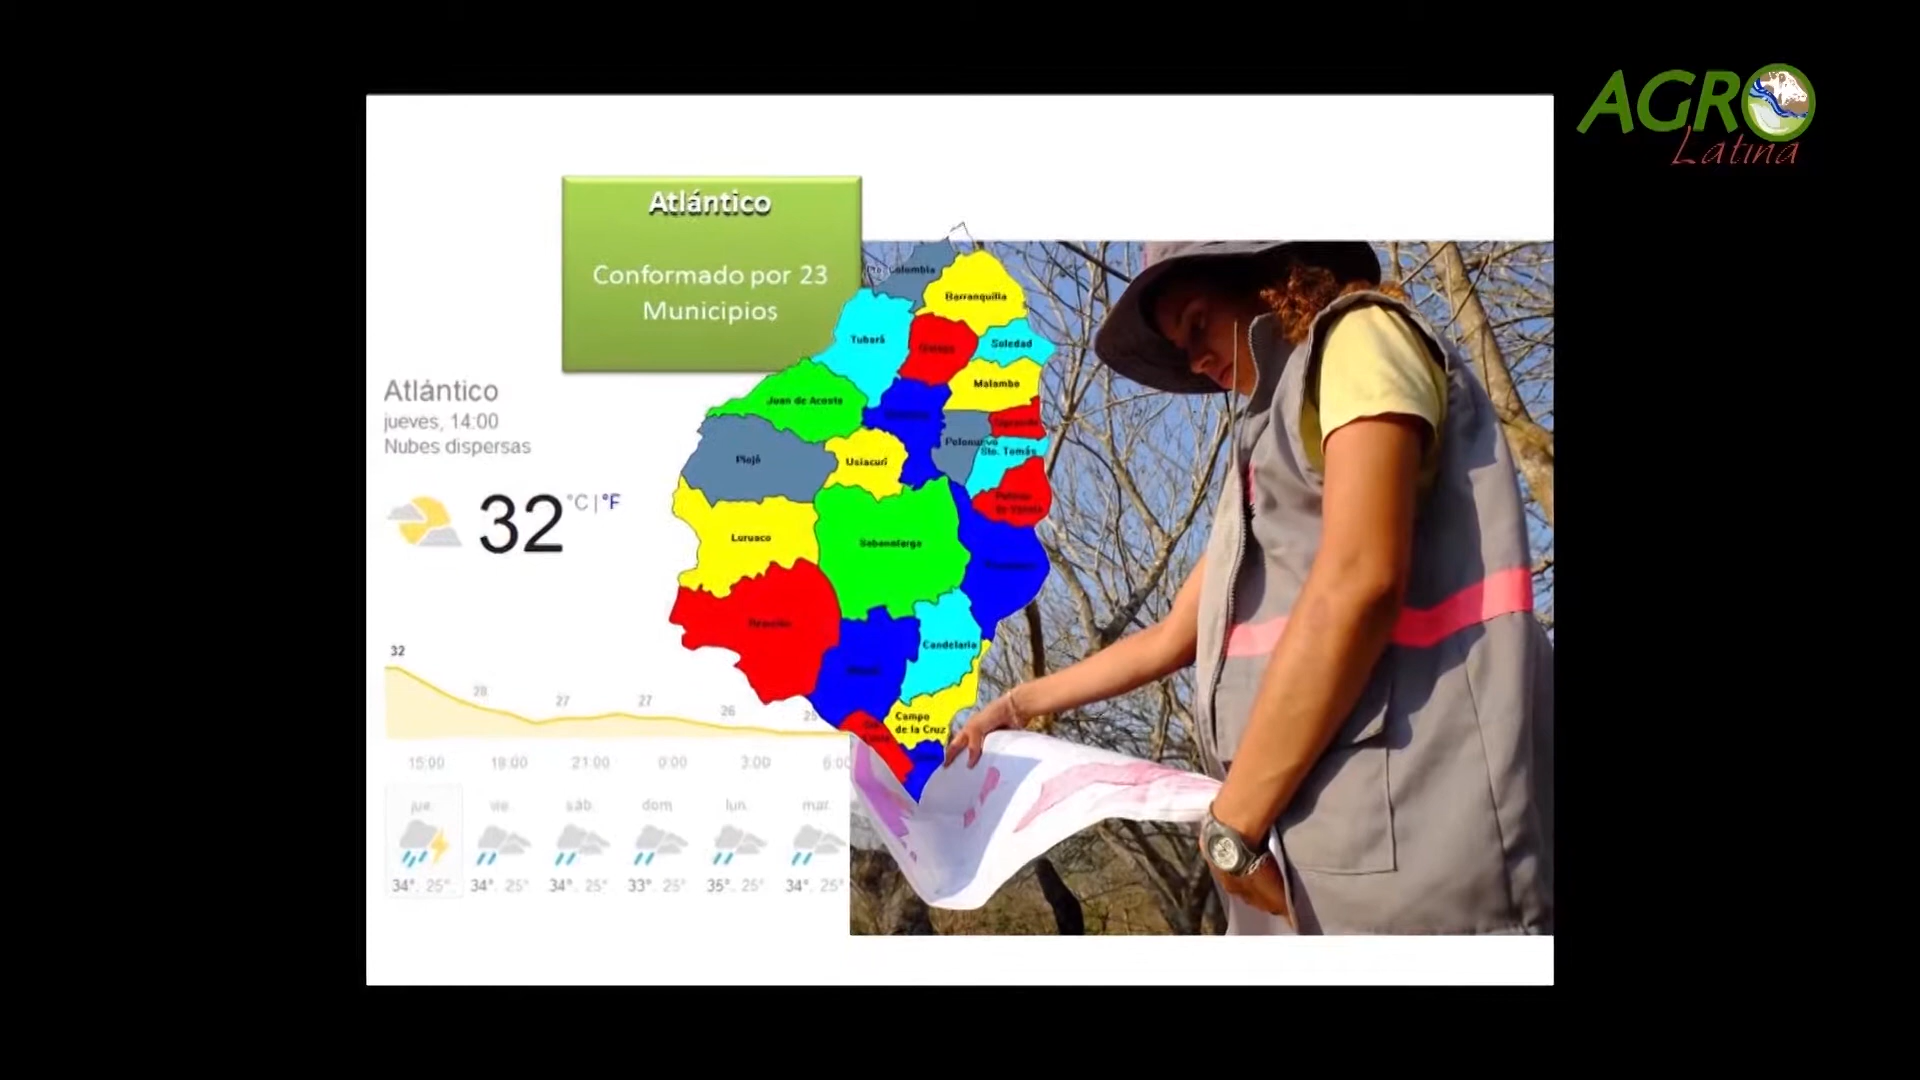 AGRO
Latina
Atlántico
Conformado por 23
Municipios
Atlántico
jueves, 14:00
Nubes dispersas
32 °C | °F
32
28
27
27
26
25
15:00
18:00
21:00
0:00
3:00
6:00
jue.
vie.
sáb.
dom.
lun.
mar.
34° 25°
34° 25°
34° 25°
33° 25°
35° 25°
34° 25°
Pto. Colombia
Barranquilla
Tubará
Soledad
Malambo
Juan de Acosta
Polonuevo
Sto. Tomás
Piojó
Usiacurí
Luruaco
Sabanalarga
Candelaria
Campo
de la Cruz